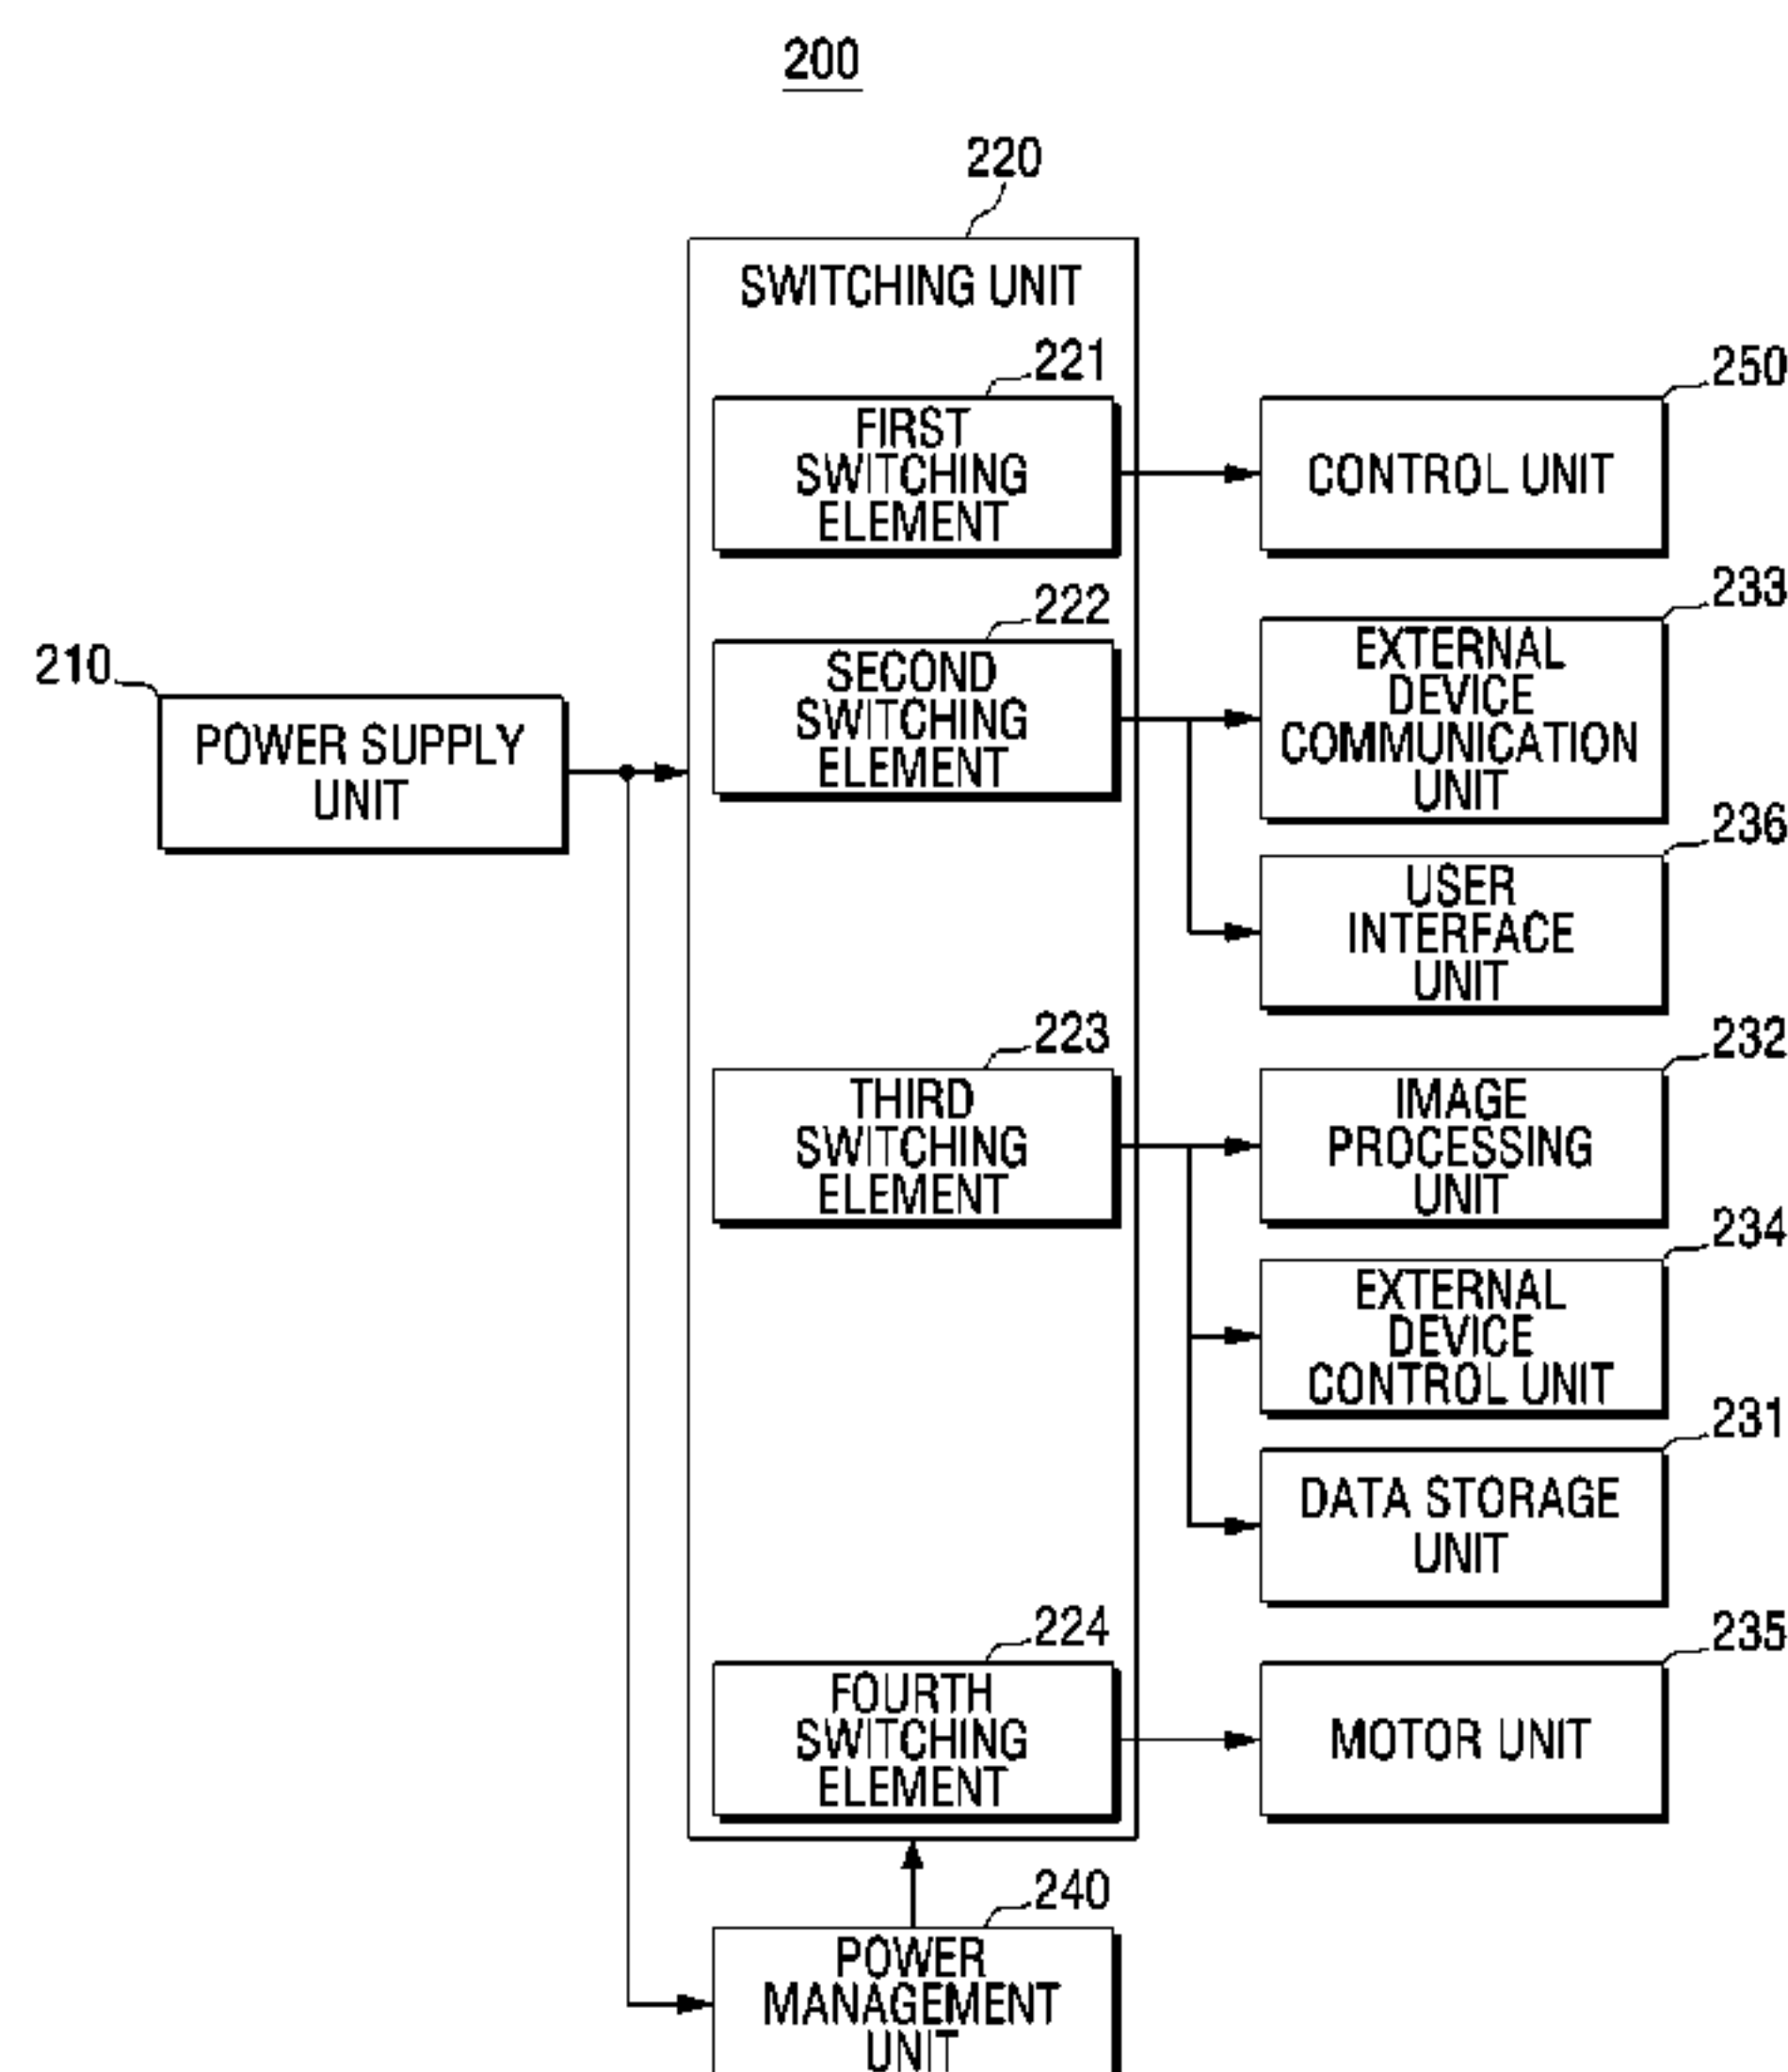 200
220
SWITCHING UNIT
221
FIRST
SWITCHING
ELEMENT
250
CONTROL UNIT
222
SECOND
SWITCHING
ELEMENT
233
EXTERNAL
DEVICE
COMMUNICATION
UNIT
210
POWER SUPPLY
UNIT
236
USER
INTERFACE
UNIT
223
THIRD
SWITCHING
ELEMENT
232
IMAGE
PROCESSING
UNIT
234
EXTERNAL
DEVICE
CONTROL UNIT
231
DATA STORAGE
UNIT
224
FOURTH
SWITCHING
ELEMENT
235
MOTOR UNIT
240
POWER
MANAGEMENT
UNIT